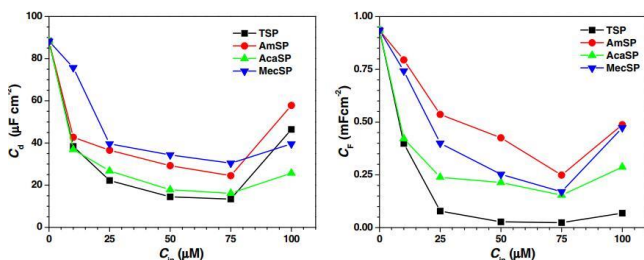 100
80
60
40
20
0
C_d (μF cm⁻²)
TSP
AmSP
AcaSP
MecSP
0 25 50 75 100
(μM)
1.00
0.75
0.50
0.25
0.00
C_F (mFcm⁻²)
TSP
AmSP
AcaSP
MecSP
0 25 50 75 100
(μM)